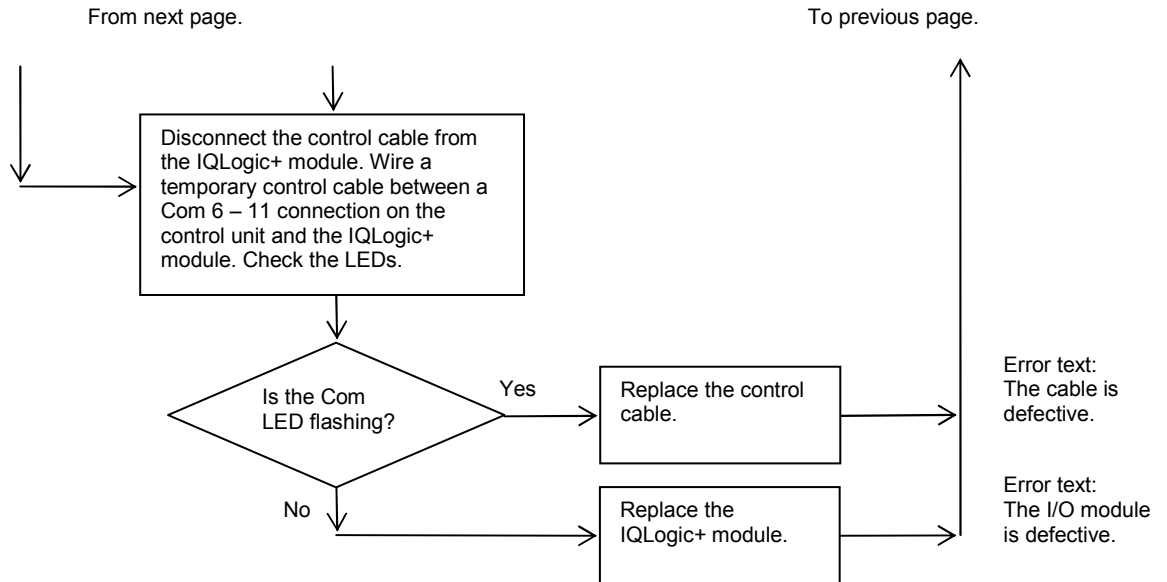 From next page.
To previous page.
Disconnect the control cable from
the IQLogic+ module. Wire a
temporary control cable between a
Com 6 – 11 connection on the
control unit and the IQLogic+
module. Check the LEDs.
Is the Com
LED flashing?
Yes
Replace the control
cable.
Error text:
The cable is
defective.
No
Replace the
IQLogic+ module.
Error text:
The I/O module
is defective.